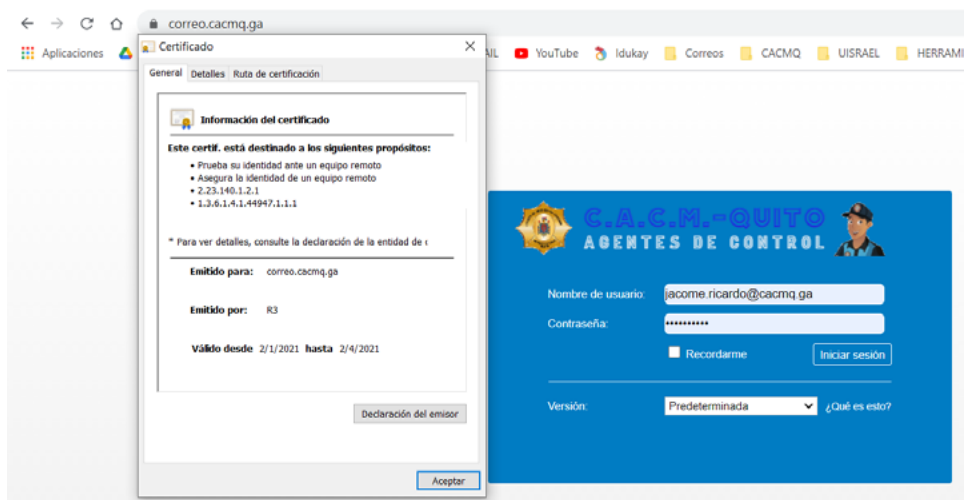 correo.cacmq.ga
Aplicaciones
AIL
YouTube
Idukay
Correos
CACMQ
UISRAEL
HERRAMI
Certificado
General Detalles Ruta de certificación
Información del certificado
Este certif. está destinado a los siguientes propósitos:
• Prueba su identidad ante un equipo remoto
• Asegura la identidad de un equipo remoto
• 2.23.140.1.2.1
• 1.3.6.1.4.1.44947.1.1.1
* Para ver detalles, consulte la declaración de la entidad de c
Emitido para: correo.cacmq.ga
Emitido por: R3
Válido desde 2/1/2021 hasta 2/4/2021
Declaración del emisor
Aceptar
C.A.C.M.-QUITO
AGENTES DE CONTROL
Nombre de usuario: jacome.ricardo@cacmq.ga
Contraseña: ••••••••••
Recordarme
Iniciar sesión
Versión: Predeterminada ¿Qué es esto?